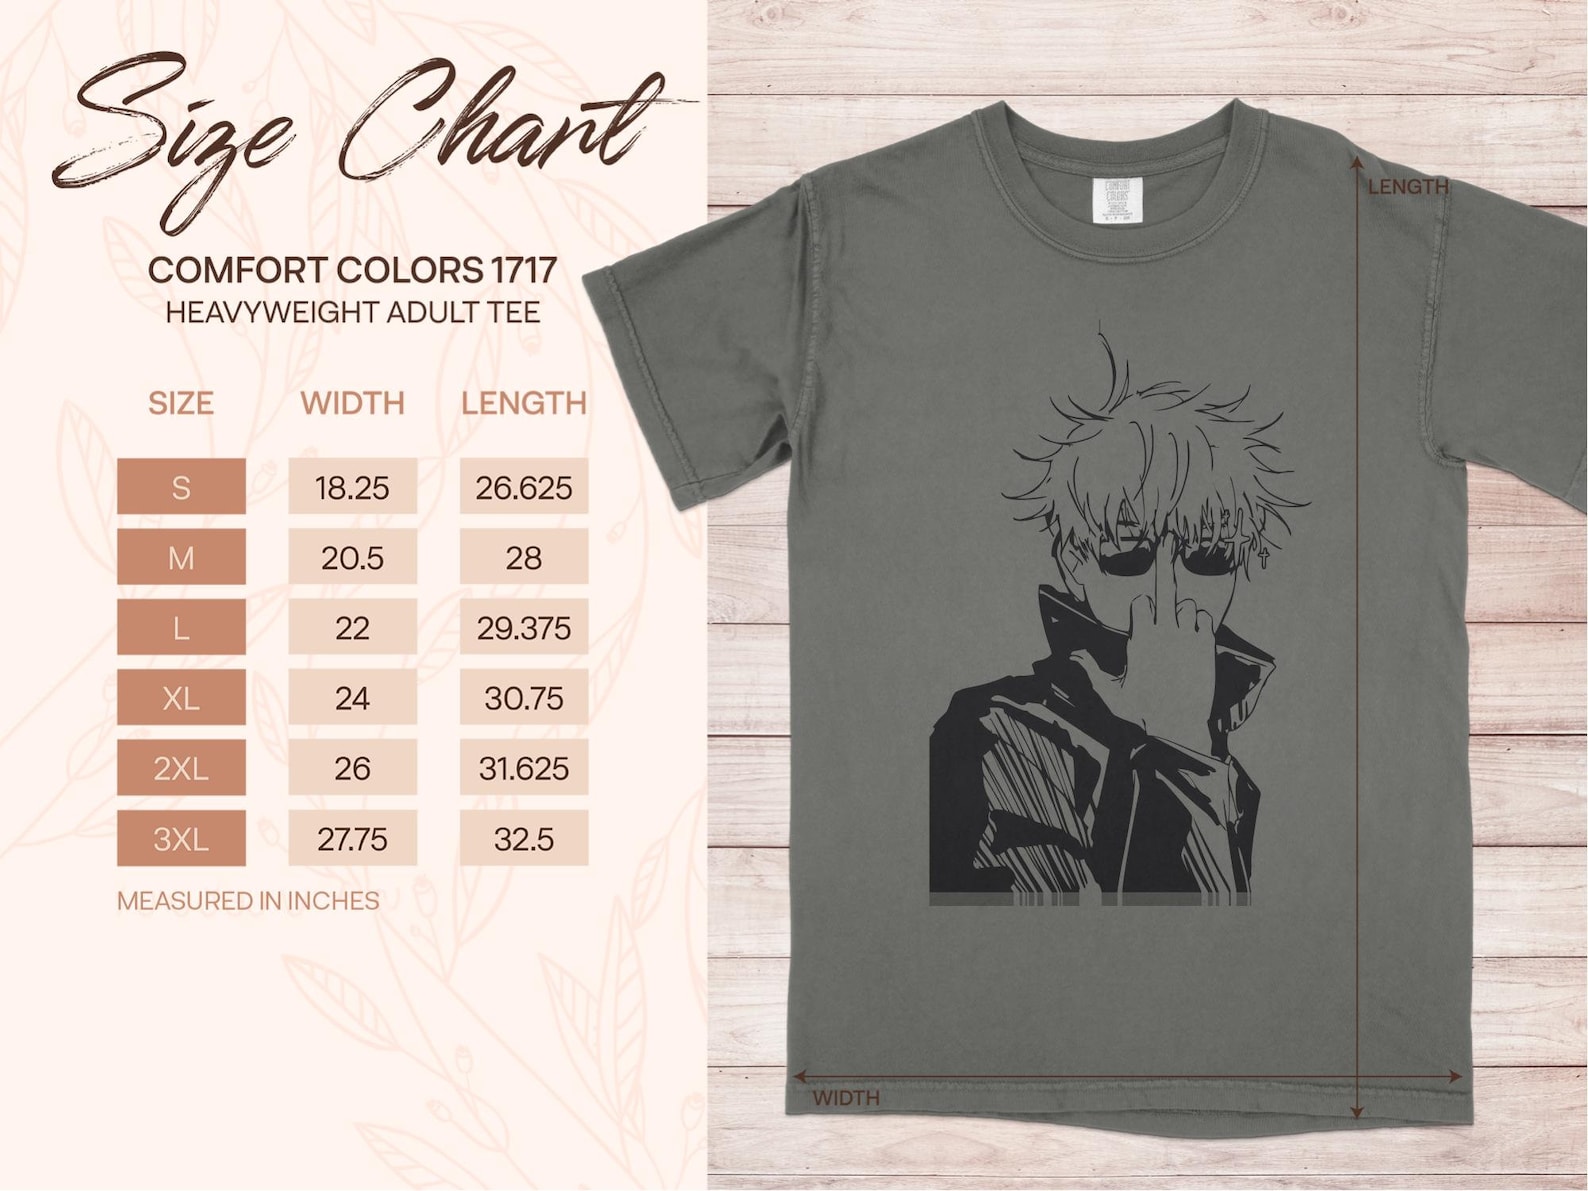 Size Chart
COMFORT COLORS 1717
HEAVYWEIGHT ADULT TEE
SIZE WIDTH LENGTH
S 18.25 26.625
M 20.5 28
L 22 29.375
XL 24 30.75
2XL 26 31.625
3XL 27.75 32.5
MEASURED IN INCHES
COMFORT
COLORS
LENGTH
WIDTH